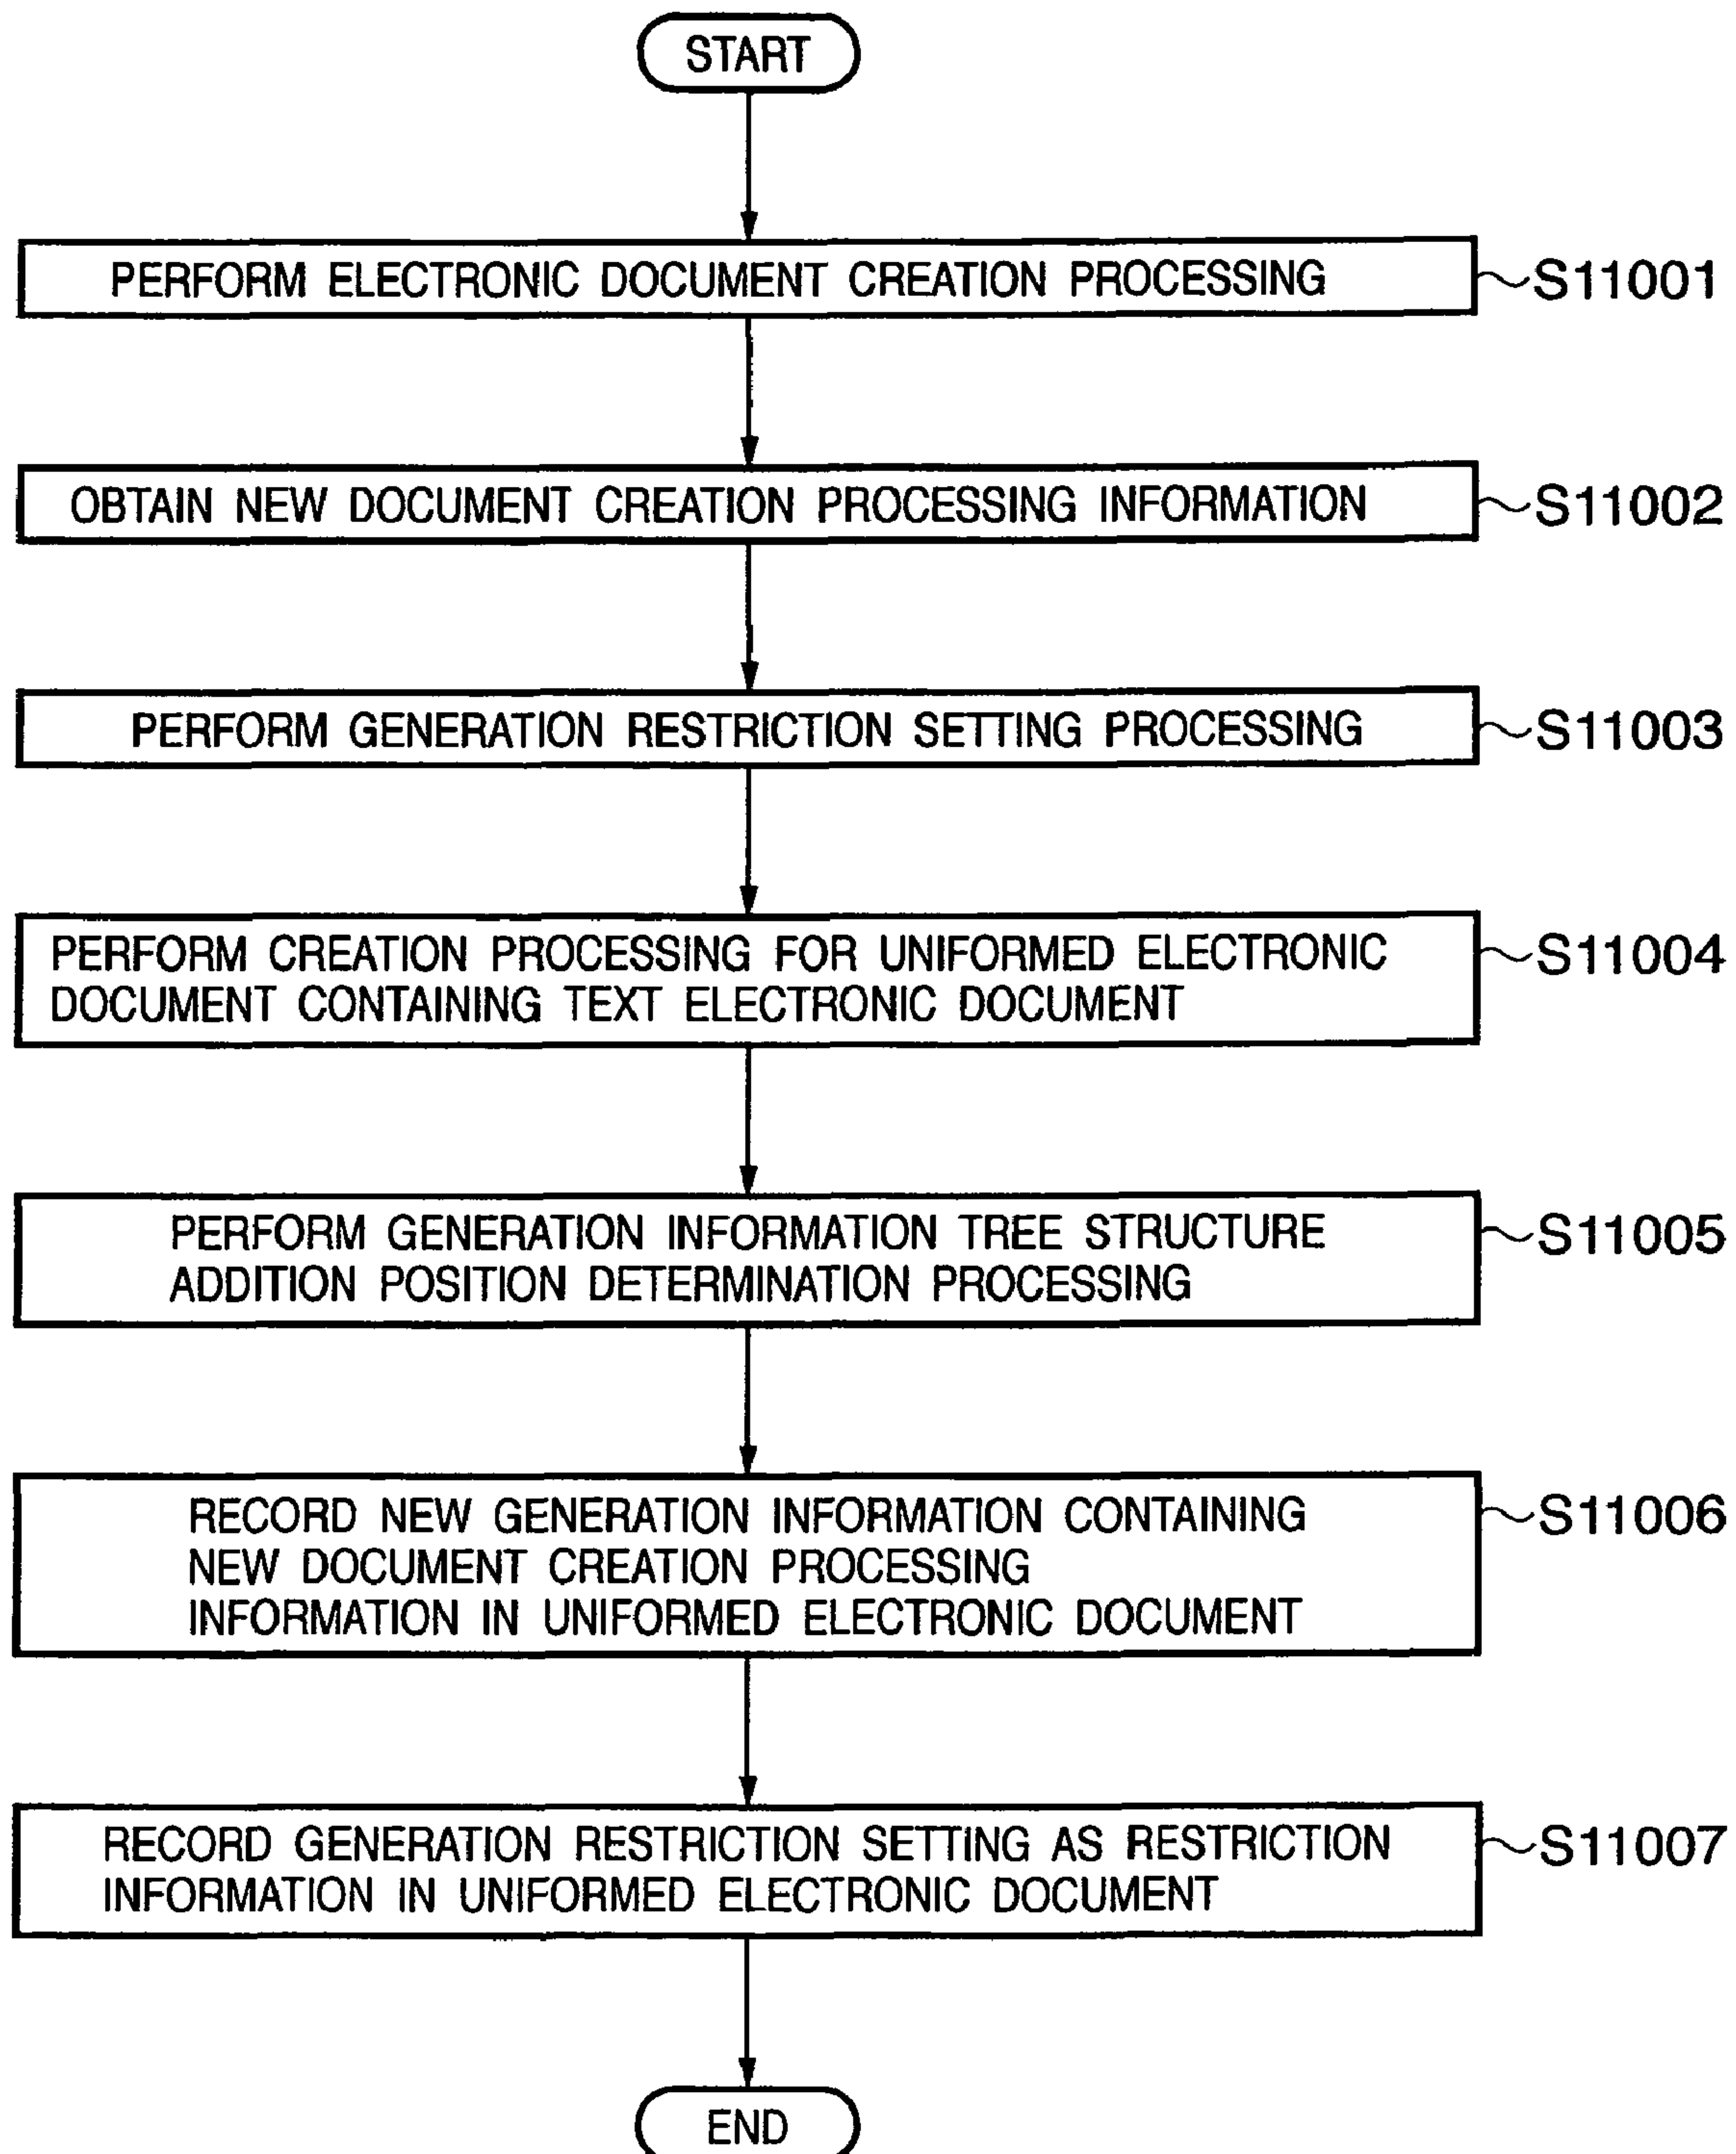 START
PERFORM ELECTRONIC DOCUMENT CREATION PROCESSING
S11001
OBTAIN NEW DOCUMENT CREATION PROCESSING INFORMATION
S11002
PERFORM GENERATION RESTRICTION SETTING PROCESSING
S11003
PERFORM CREATION PROCESSING FOR UNIFORMED ELECTRONIC
DOCUMENT CONTAINING TEXT ELECTRONIC DOCUMENT
S11004
PERFORM GENERATION INFORMATION TREE STRUCTURE
ADDITION POSITION DETERMINATION PROCESSING
S11005
RECORD NEW GENERATION INFORMATION CONTAINING
NEW DOCUMENT CREATION PROCESSING
INFORMATION IN UNIFORMED ELECTRONIC DOCUMENT
S11006
RECORD GENERATION RESTRICTION SETTING AS RESTRICTION
INFORMATION IN UNIFORMED ELECTRONIC DOCUMENT
S11007
END